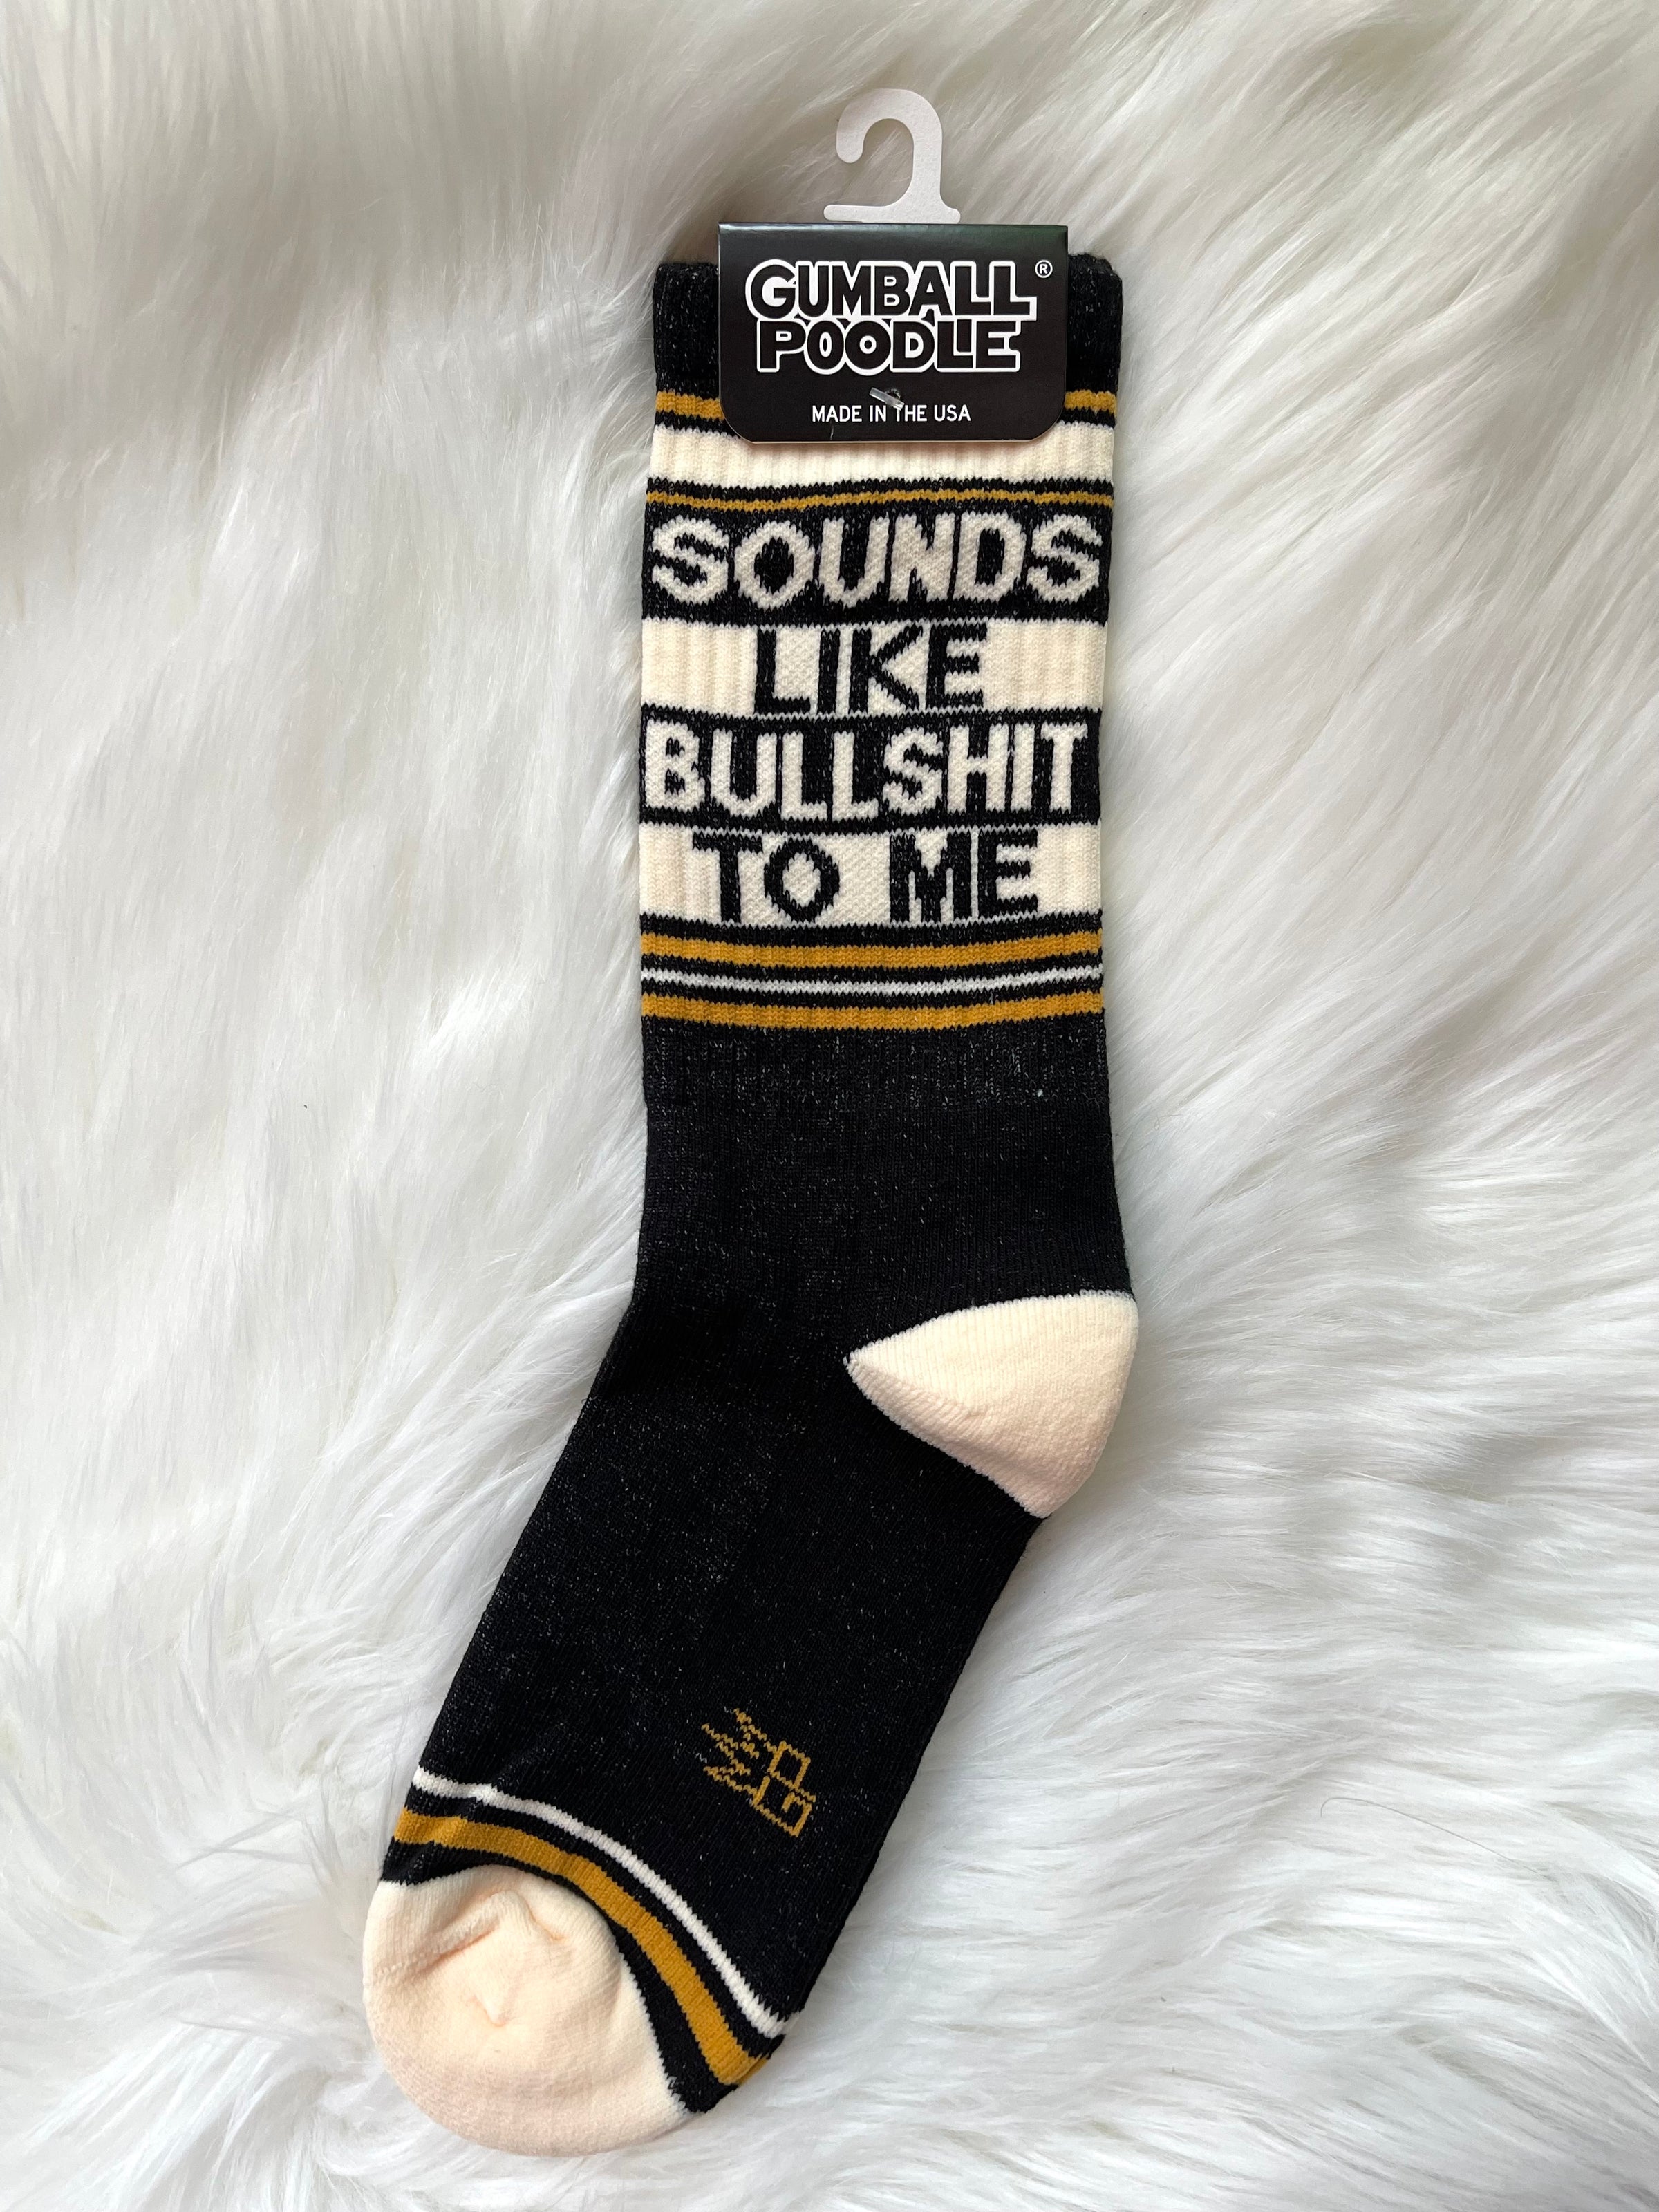 GUMBALL®
POODLE
MADE IN THE USA
SOUNDS
LIKE
BULLSHIT
TO ME